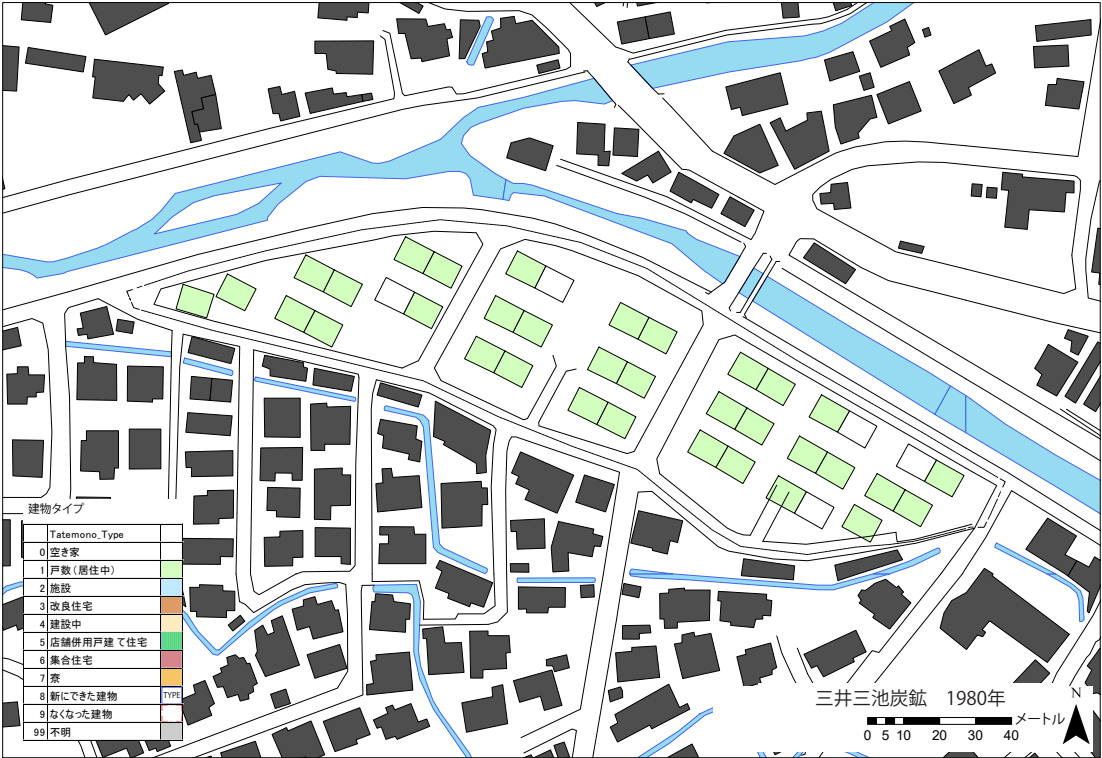 建物タイプ
Tatemono_Type
0 空き家
1 戸数(居住中)
2 施設
3 改良住宅
4 建設中
5 店舗併用戸建 て住宅
6 集合住宅
7 寮
8 新にできた建物 TYPE
9 なくなった建物
99 不明
三井三池炭鉱 1980年
N
メートル
0 5 10 20 30 40